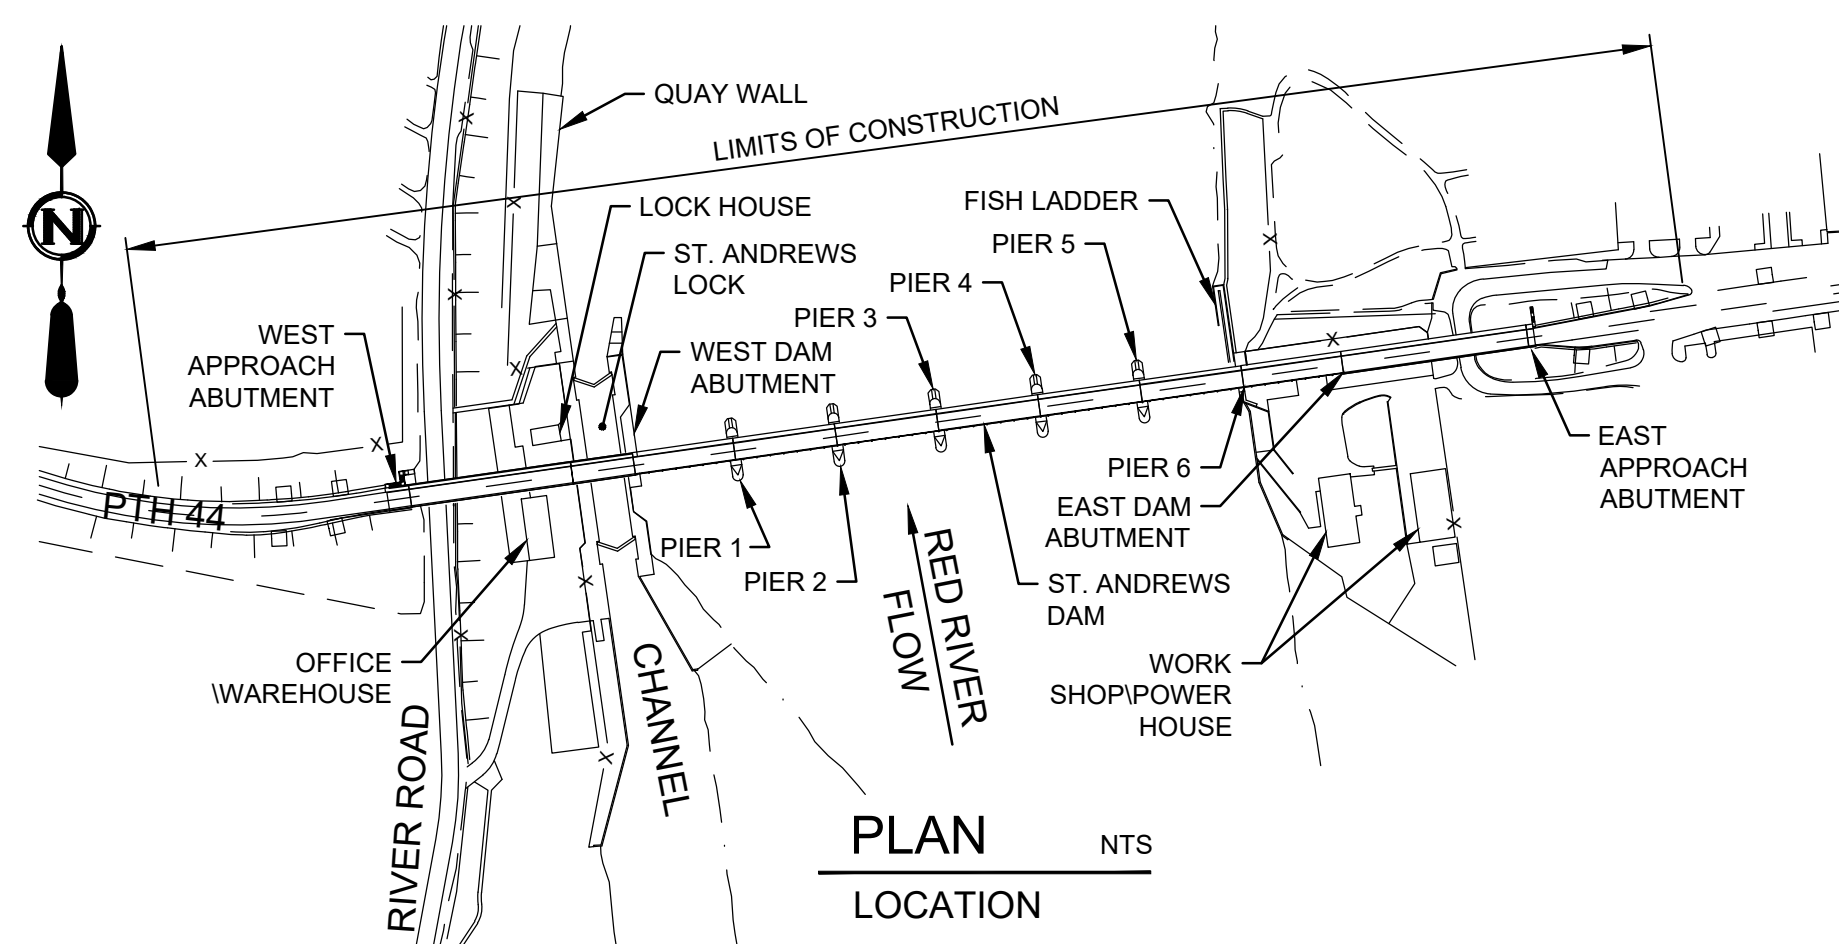 QUAY WALL
LIMITS OF CONSTRUCTION
N
LOCK HOUSE
ST. ANDREWS
LOCK
FISH LADDER
PIER 5
PIER 4
PIER 3
WEST
APPROACH
ABUTMENT
WEST DAM
ABUTMENT
PTH 44
PIER 1
PIER 2
PIER 6
EAST DAM
ABUTMENT
EAST
APPROACH
ABUTMENT
RED RIVER
FLOW
ST. ANDREWS
DAM
OFFICE
\WAREHOUSE
WORK
SHOP\POWER
HOUSE
CHANNEL
RIVER ROAD
PLAN
NTS
LOCATION